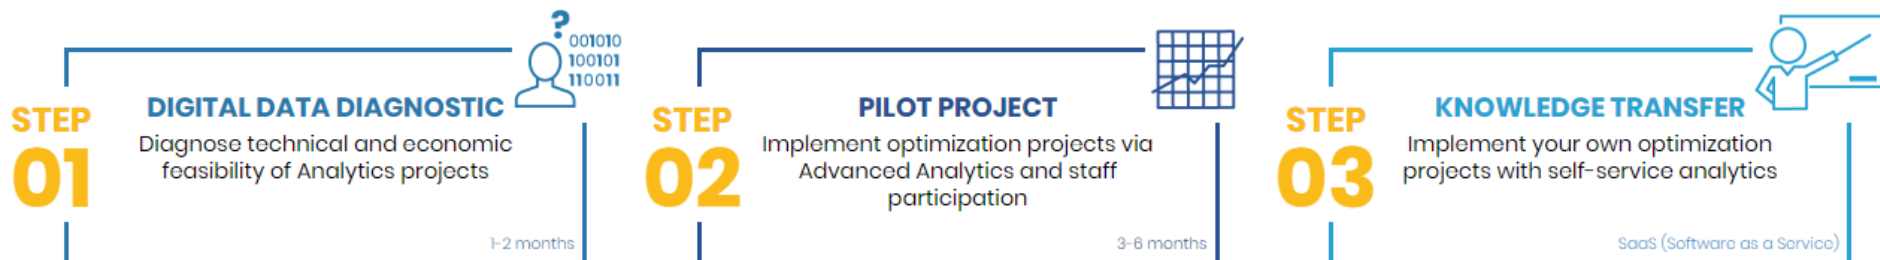 STEP
01
DIGITAL DATA DIAGNOSTIC
Diagnose technical and economic
feasibility of Analytics projects
1-2 months
?
001010
100101
110011
STEP
02
PILOT PROJECT
Implement optimization projects via
Advanced Analytics and staff
participation
3-6 months
STEP
03
KNOWLEDGE TRANSFER
Implement your own optimization
projects with self-service analytics
SaaS (Software as a Service)